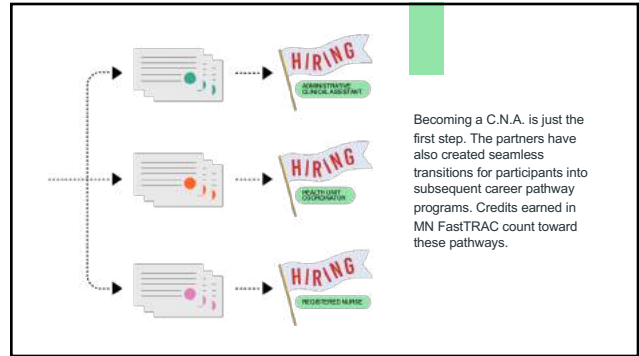 HIRING
ADMINISTRATIVE
CLINICAL ASSISTANT
HIRING
HEALTH UNIT
COORDINATOR
HIRING
REGISTERED NURSE
Becoming a C.N.A. is just the
first step. The partners have
also created seamless
transitions for participants into
subsequent career pathway
programs. Credits earned in
MN FastTRAC count toward
these pathways.